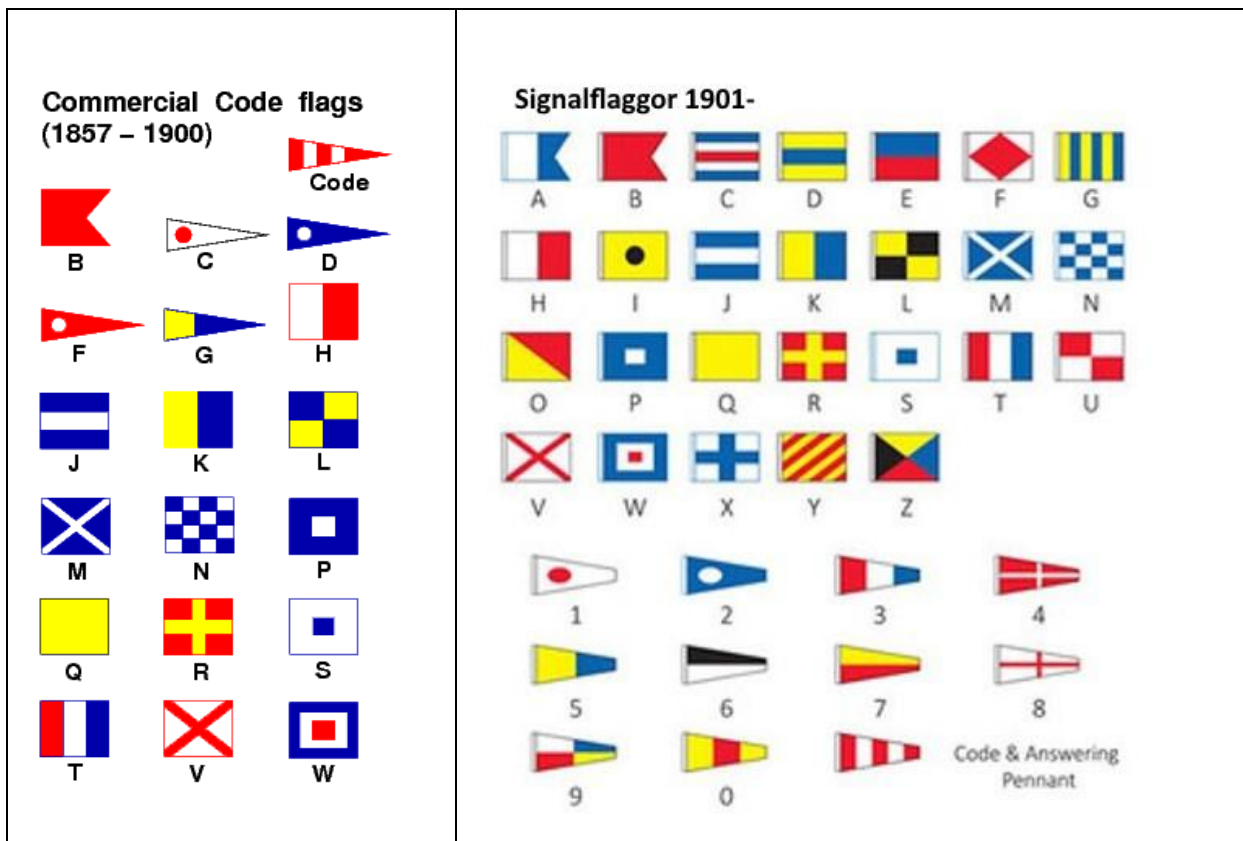 Commercial Code flags
(1857 – 1900)
Code
B C D
F G H
J K L
M N P
Q R S
T V W
Signalflaggor 1901-
A B C D E F G
H I J K L M N
O P Q R S T U
V W X Y Z
1 2 3 4
5 6 7 8
9 0 Code & Answering
Pennant